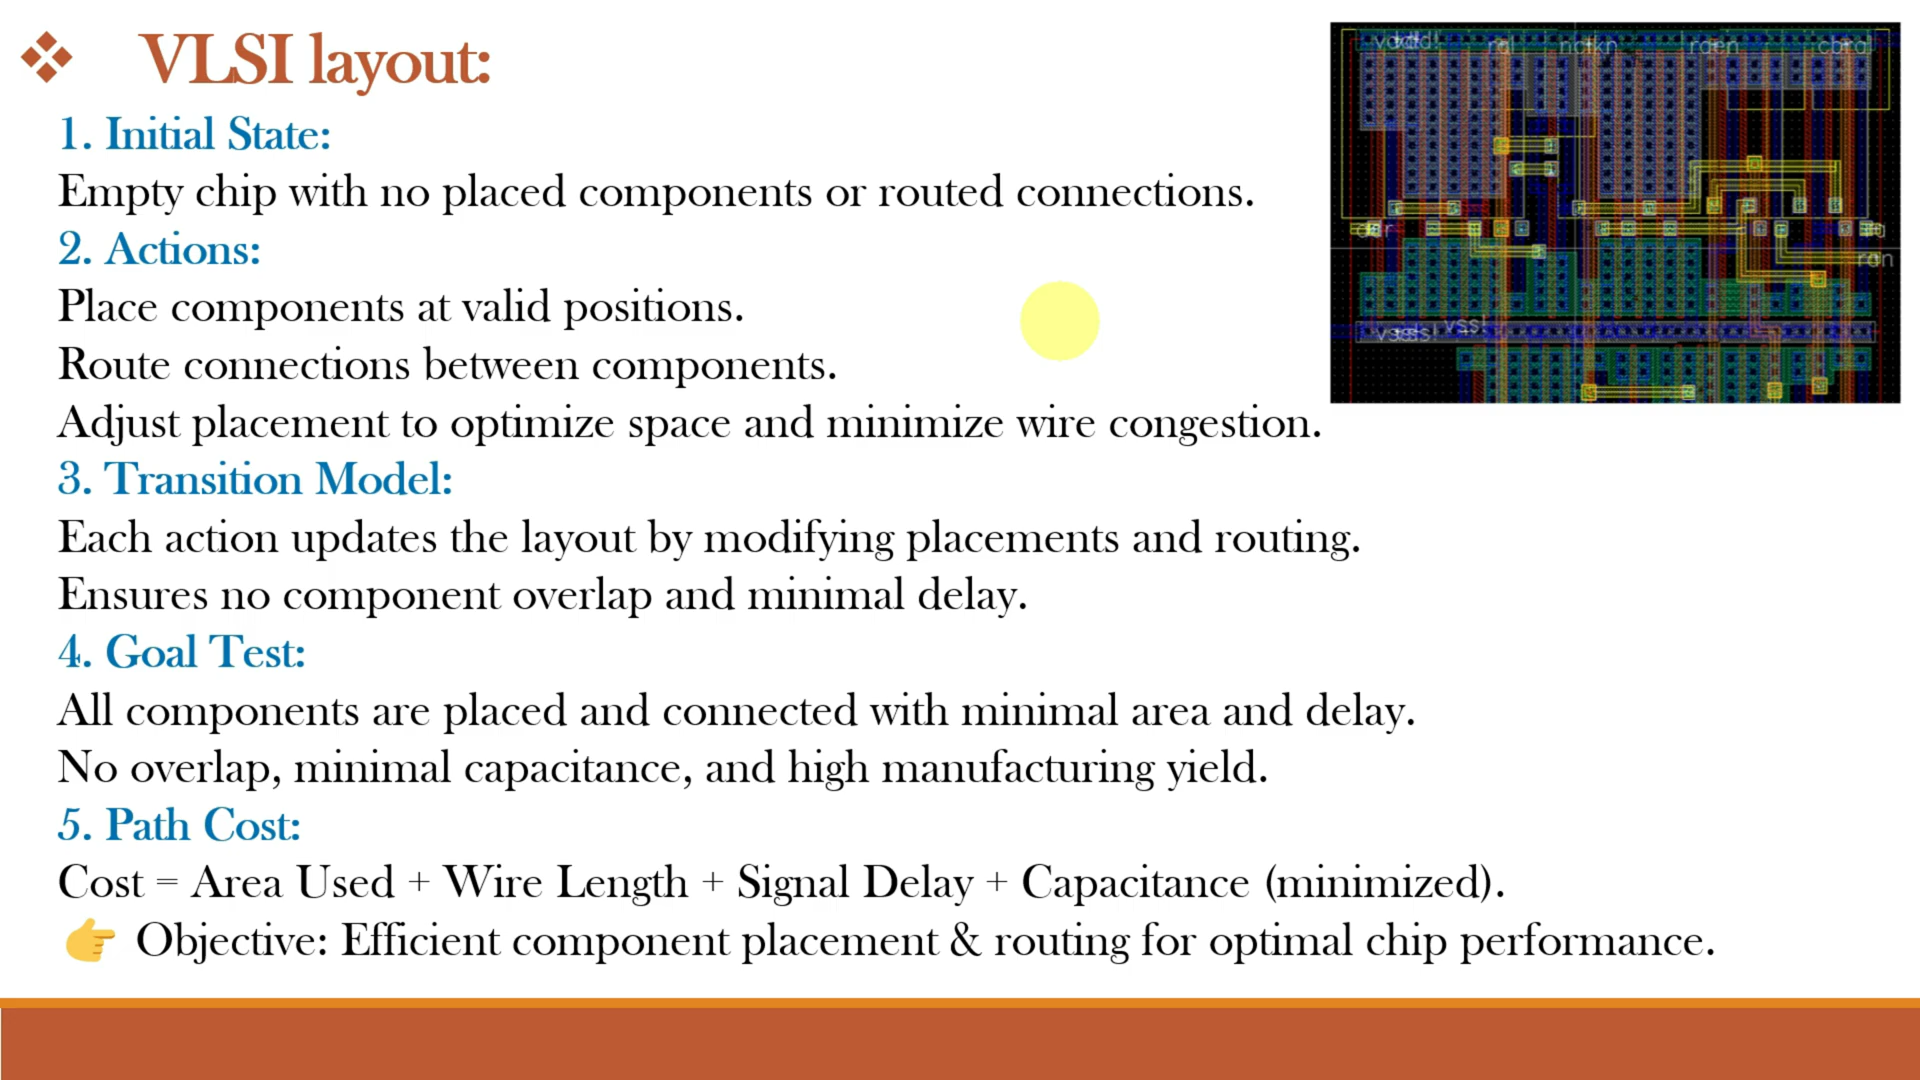 ❖ VLSI layout:
1. Initial State:
Empty chip with no placed components or routed connections.
2. Actions:
Place components at valid positions.
Route connections between components.
Adjust placement to optimize space and minimize wire congestion.
3. Transition Model:
Each action updates the layout by modifying placements and routing.
Ensures no component overlap and minimal delay.
4. Goal Test:
All components are placed and connected with minimal area and delay.
No overlap, minimal capacitance, and high manufacturing yield.
5. Path Cost:
Cost = Area Used + Wire Length + Signal Delay + Capacitance (minimized).
👉 Objective: Efficient component placement & routing for optimal chip performance.
vss!